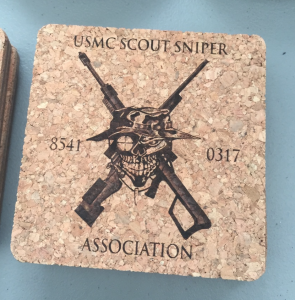 USMC SCOUT SNIPER
8541 0317
ASSOCIATION